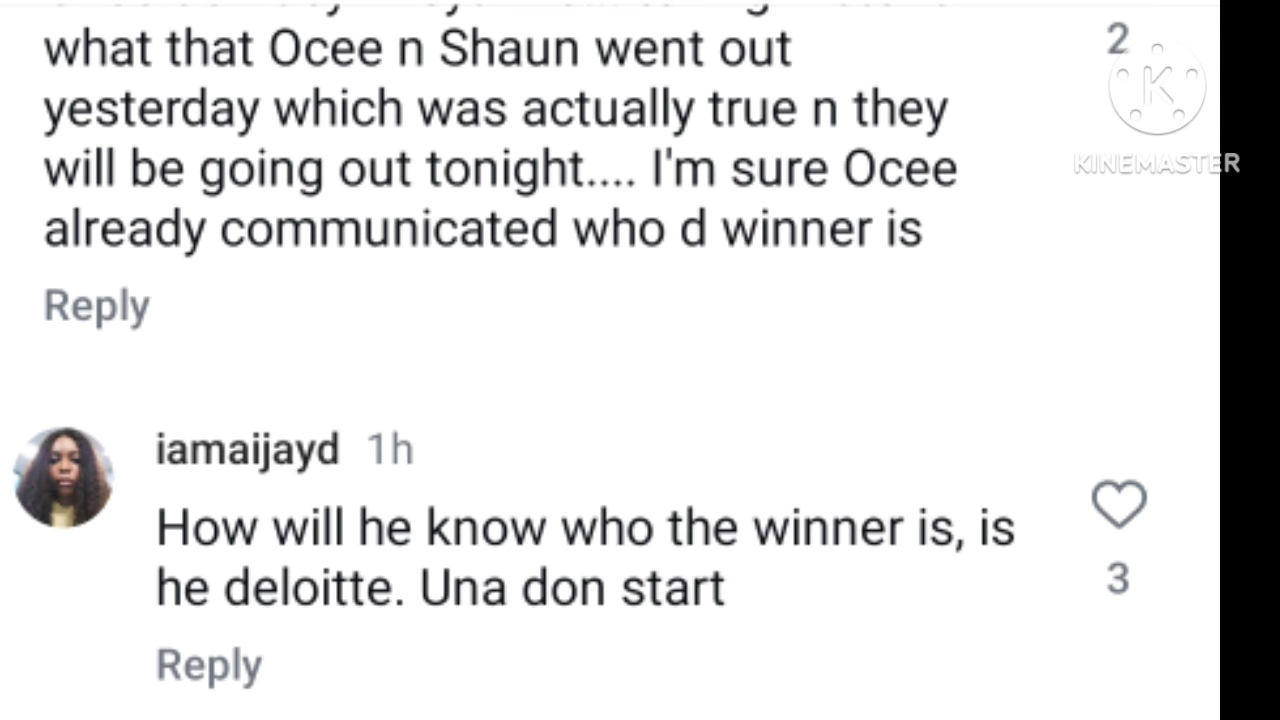 what that Ocee n Shaun went out
yesterday which was actually true n they
will be going out tonight.... I'm sure Ocee
already communicated who d winner is
2
K
KINEMASTER
Reply
iamaijayd 1h
How will he know who the winner is, is
he deloitte. Una don start
3
Reply